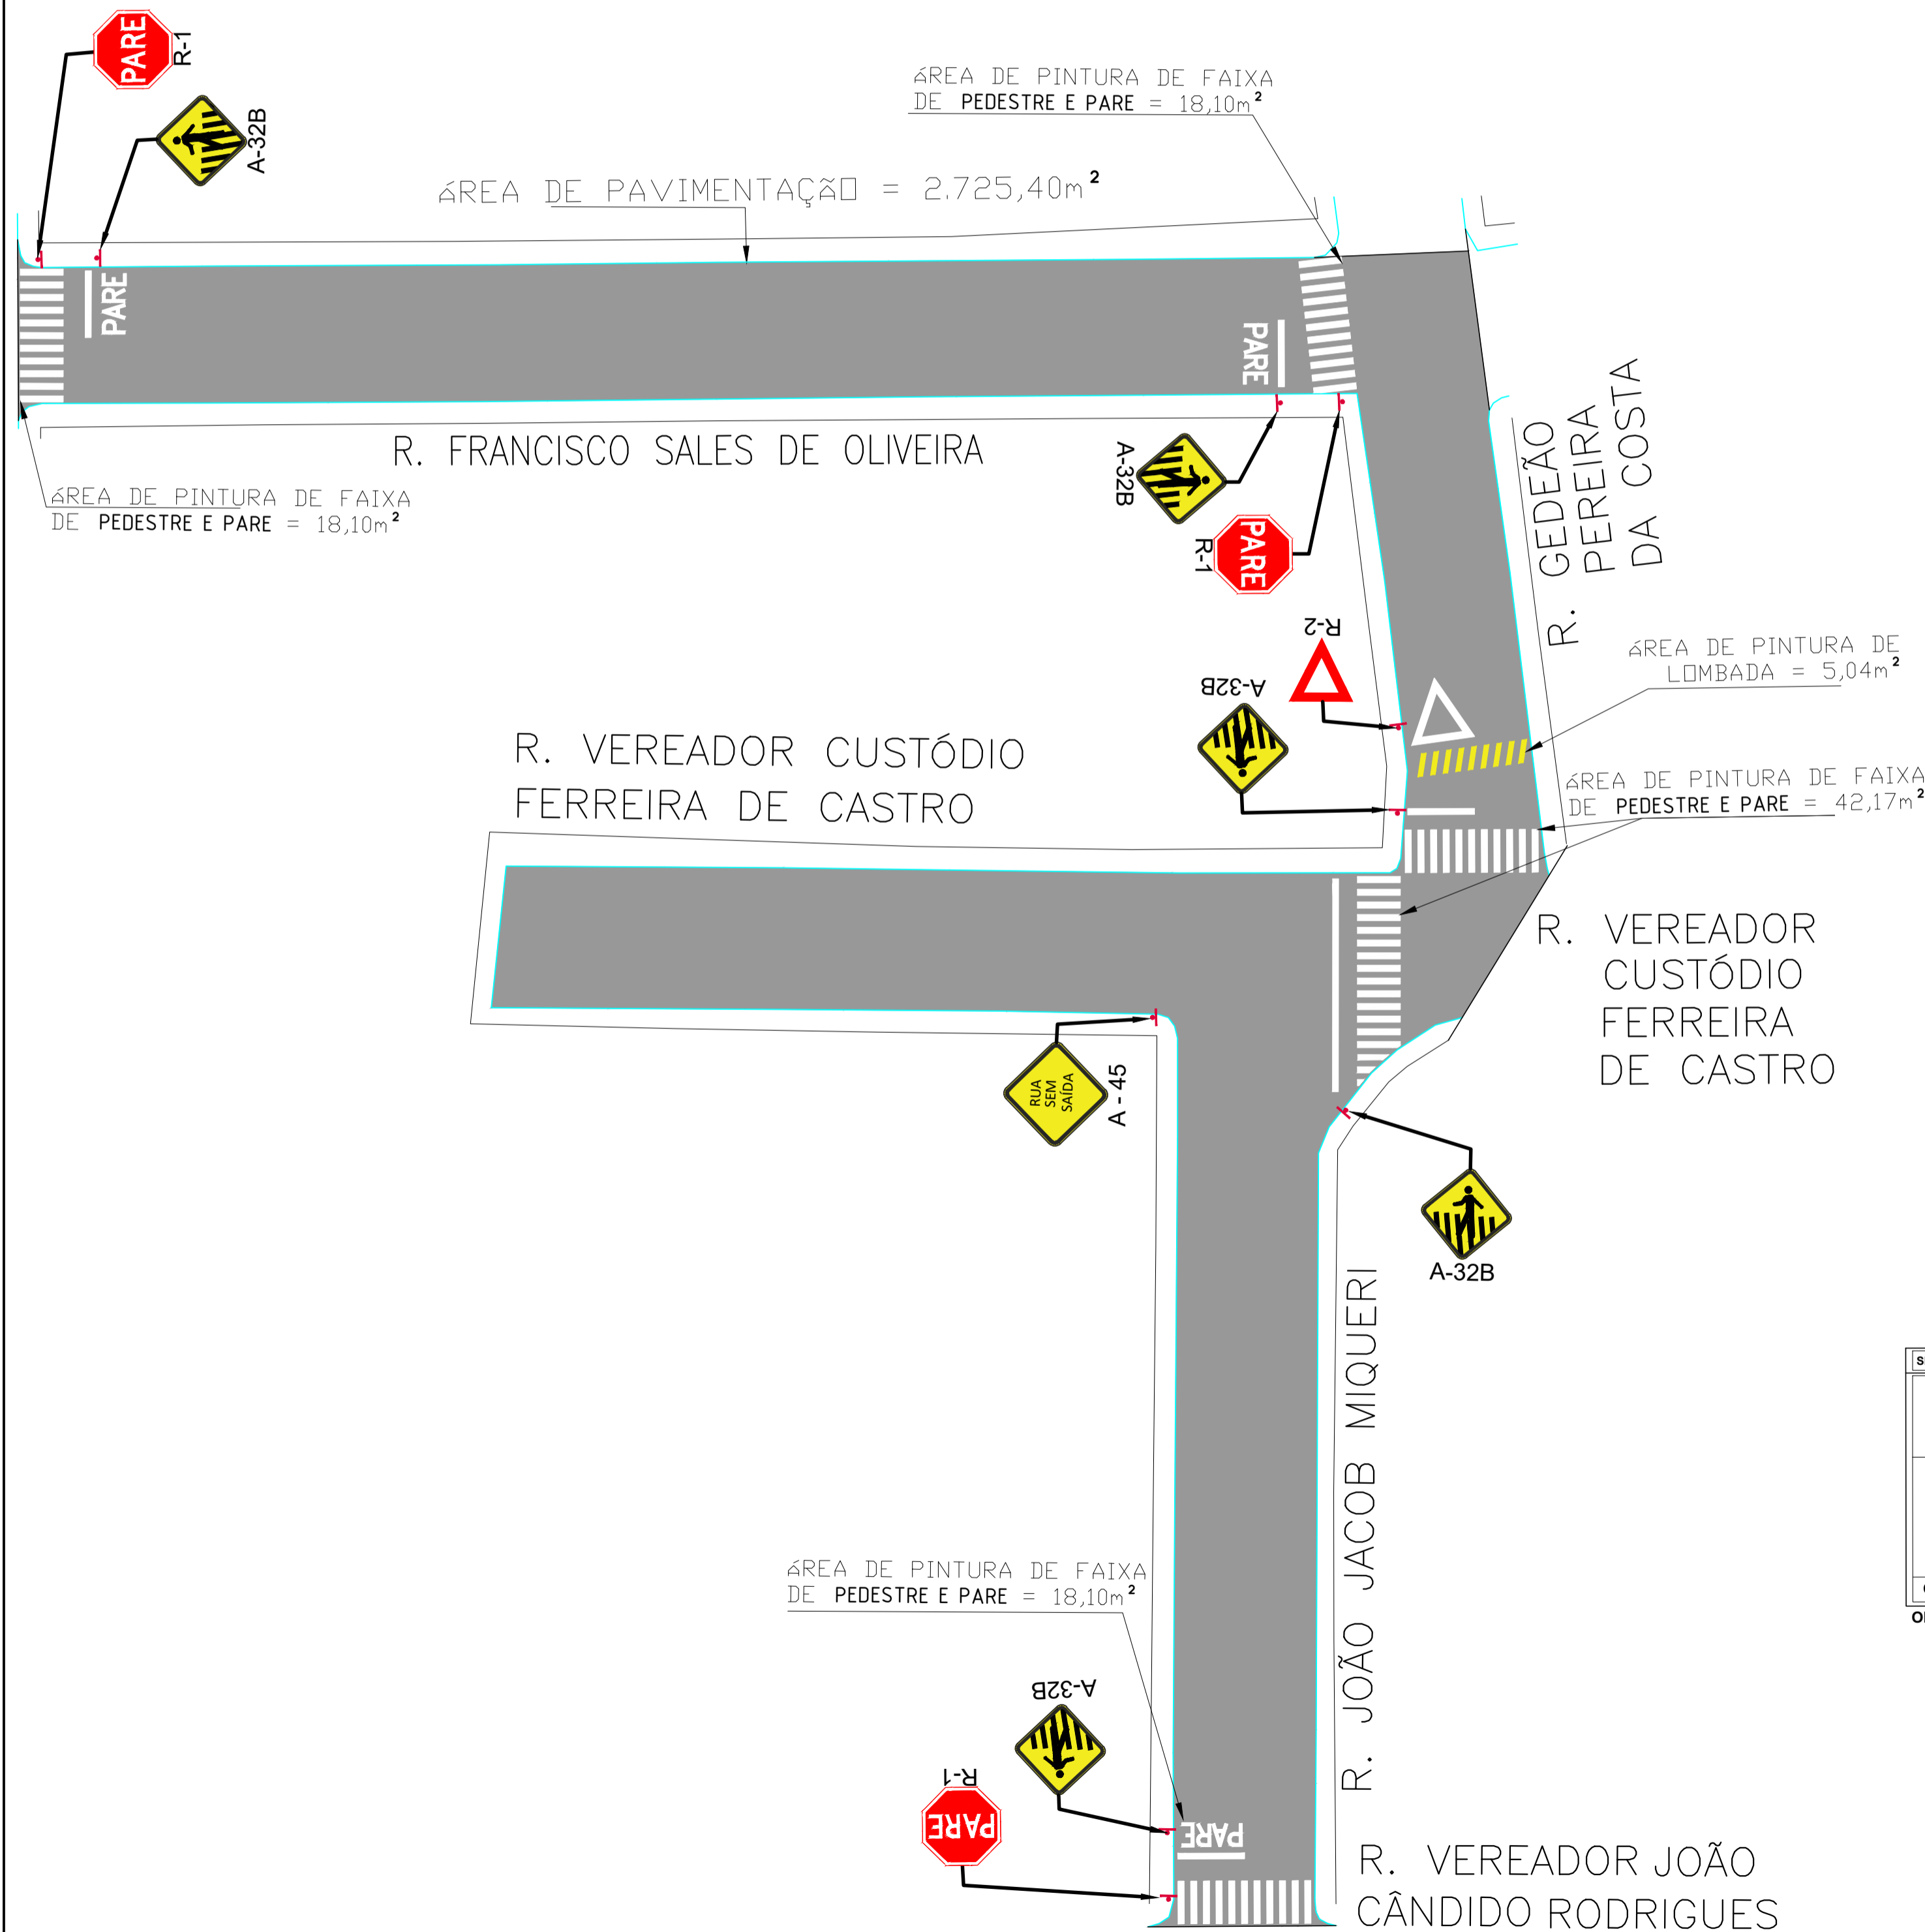 PARE
R-1
A-32B
ÁREA DE PINTURA DE FAIXA
DE PEDESTRE E PARE = 18,10m²
ÁREA DE PAVIMENTAÇÃO = 2.725,40m²
PARE
PARE
R. FRANCISCO SALES DE OLIVEIRA
ÁREA DE PINTURA DE FAIXA
DE PEDESTRE E PARE = 18,10m²
A-32B
R-1
PARE
R. GEDEÃO
PEREIRA
DA COSTA
R-2
A-32B
ÁREA DE PINTURA DE
LOMBADA = 5,04m²
R. VEREADOR CUSTÓDIO
FERREIRA DE CASTRO
ÁREA DE PINTURA DE FAIXA
DE PEDESTRE E PARE = 42,17m²
R. VEREADOR
CUSTÓDIO
FERREIRA
DE CASTRO
RUA
SEM
SAÍDA
A - 45
A-32B
R. JOÃO JACOB MIQUERI
ÁREA DE PINTURA DE FAIXA
DE PEDESTRE E PARE = 18,10m²
A-32B
R-1
PARE
PARE
R. VEREADOR JOÃO
CÂNDIDO RODRIGUES